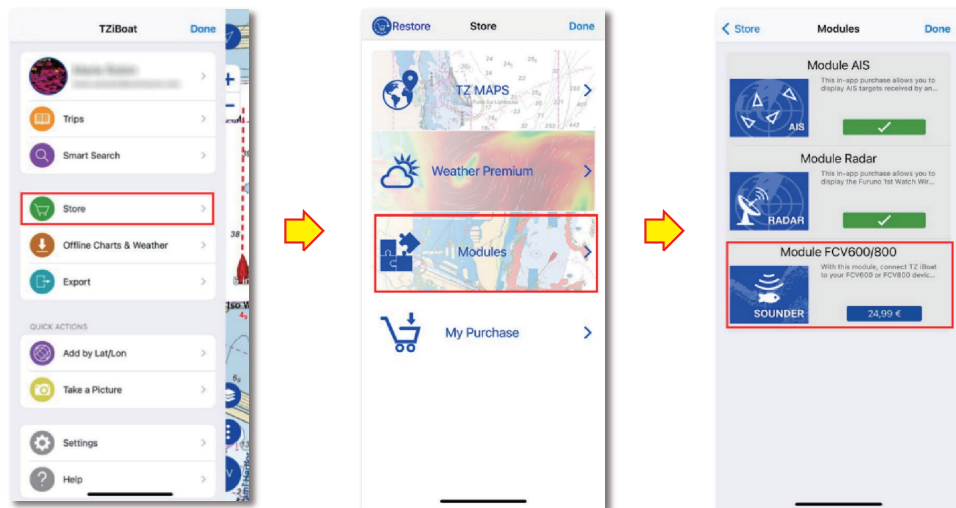 TZiBoat
Done
Trips
Smart Search
Store
Offline Charts & Weather
Export
QUICK ACTIONS
Add by Lat/Lon
Take a Picture
Settings
Help
Restore
Store
Done
TZ MAPS
Weather Premium
Modules
My Purchase
Store
Modules
Done
Module AIS
This in-app purchase allows you to
display AIS targets received by an...
AIS
Module Radar
This in-app purchase allows you to
display the Furuno 1st Watch Wir...
RADAR
Module FCV600/800
With this module, connect TZ iBoat
to your FCV600 or FCV800 devic...
SOUNDER
24,99 €